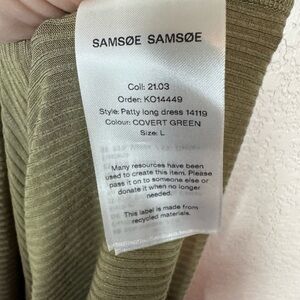 SAMSØE SAMSØE
Coll: 21.03
Order: KO14449
Style: Patty long dress 14119
Colour: COVERT GREEN
Size: L
Many resources have been
used to create this item. Please
pass it on to someone else or
donate it when no longer
needed.
This label is made from
recycled materials.